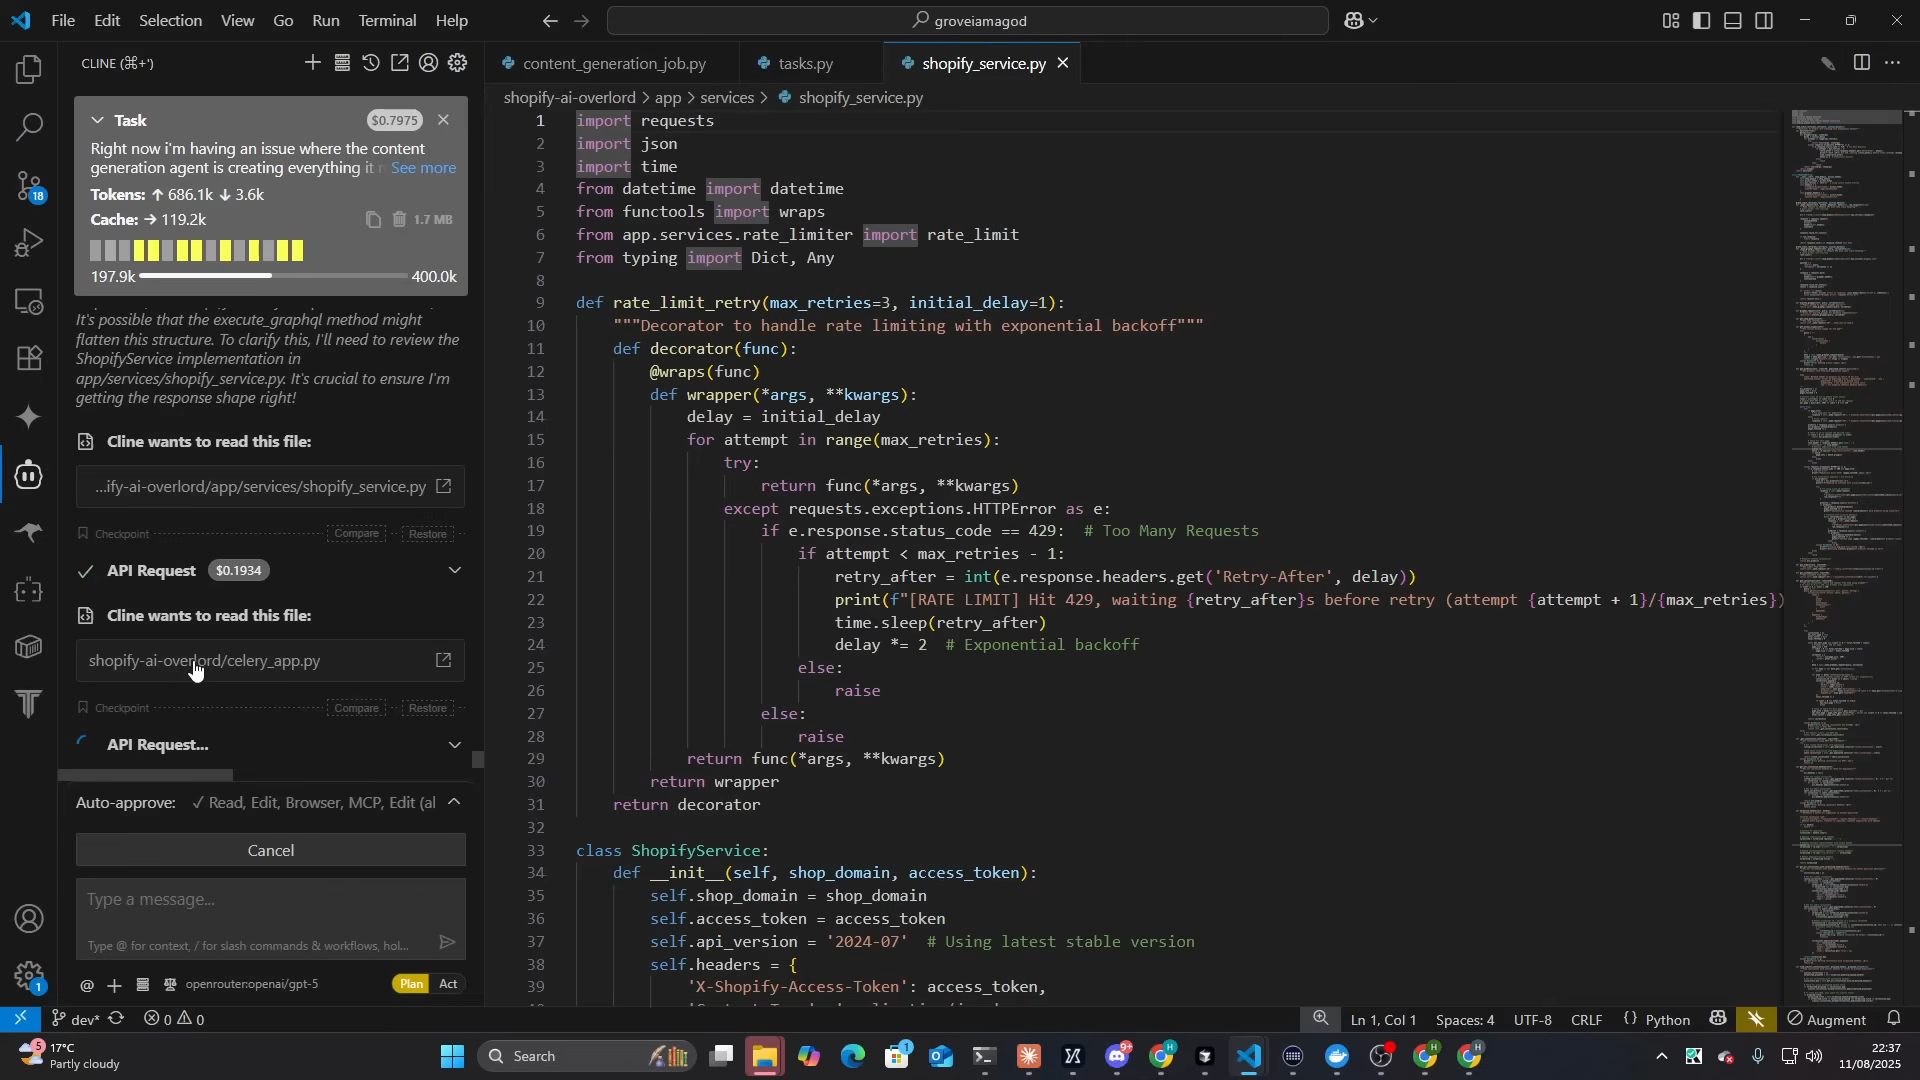 File Edit Selection View Go Run Terminal Help
groveiamagod
CLINE (⌘+')
content_generation_job.py
tasks.py
shopify_service.py
shopify-ai-overlord > app > services > shopify_service.py
Task
$0.7975
Right now i'm having an issue where the content
generation agent is creating everything it
See more
Tokens: ↑ 686.1k ↓ 3.6k
Cache: → 119.2k
1.7 MB
197.9k
400.0k
It's possible that the execute_graphql method might
flatten this structure. To clarify this, I'll need to review the
ShopifyService implementation in
app/services/shopify_service.py. It's crucial to ensure I'm
getting the response shape right!
Cline wants to read this file:
...ify-ai-overlord/app/services/shopify_service.py
Checkpoint
Compare
Restore
API Request
$0.1934
Cline wants to read this file:
shopify-ai-overlord/celery_app.py
Checkpoint
Compare
Restore
API Request...
Auto-approve: ✓ Read, Edit, Browser, MCP, Edit (al
Cancel
Type a message...
Type @ for context, / for slash commands & workflows, hol...
@ + openrouter:openai/gpt-5
Plan Act
1 import requests
2 import json
3 import time
4 from datetime import datetime
5 from functools import wraps
6 from app.services.rate_limiter import rate_limit
7 from typing import Dict, Any
8
9 def rate_limit_retry(max_retries=3, initial_delay=1):
10 """Decorator to handle rate limiting with exponential backoff"""
11 def decorator(func):
12 @wraps(func)
13 def wrapper(*args, **kwargs):
14 delay = initial_delay
15 for attempt in range(max_retries):
16 try:
17 return func(*args, **kwargs)
18 except requests.exceptions.HTTPError as e:
19 if e.response.status_code == 429: # Too Many Requests
20 if attempt < max_retries - 1:
21 retry_after = int(e.response.headers.get('Retry-After', delay))
22 print(f"[RATE LIMIT] Hit 429, waiting {retry_after}s before retry (attempt {attempt + 1}/{max_retries})
23 time.sleep(retry_after)
24 delay *= 2 # Exponential backoff
25 else:
26 raise
27 else:
28 raise
29 return func(*args, **kwargs)
30 return wrapper
31 return decorator
32
33 class ShopifyService:
34 def __init__(self, shop_domain, access_token):
35 self.shop_domain = shop_domain
36 self.access_token = access_token
37 self.api_version = '2024-07' # Using latest stable version
38 self.headers = {
39 'X-Shopify-Access-Token': access_token,
18
1
dev*
0 0
Ln 1, Col 1
Spaces: 4
UTF-8
CRLF
{ } Python
Augment
5
17°C
Partly cloudy
Search
1
9+
22:37
11/08/2025